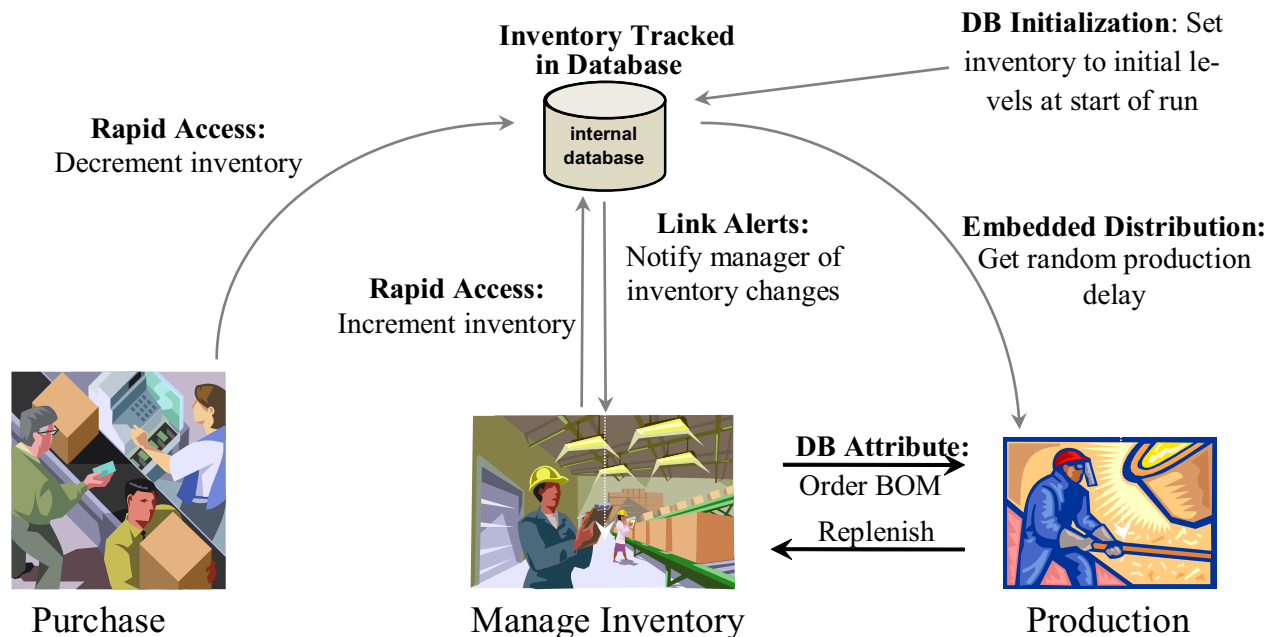 Inventory Tracked
in Database
DB Initialization: Set
inventory to initial le-
vels at start of run
Rapid Access:
Decrement inventory
internal
database
Link Alerts:
Notify manager of
inventory changes
Embedded Distribution:
Get random production
delay
Rapid Access:
Increment inventory
DB Attribute:
Order BOM
Replenish
Purchase
Manage Inventory
Production